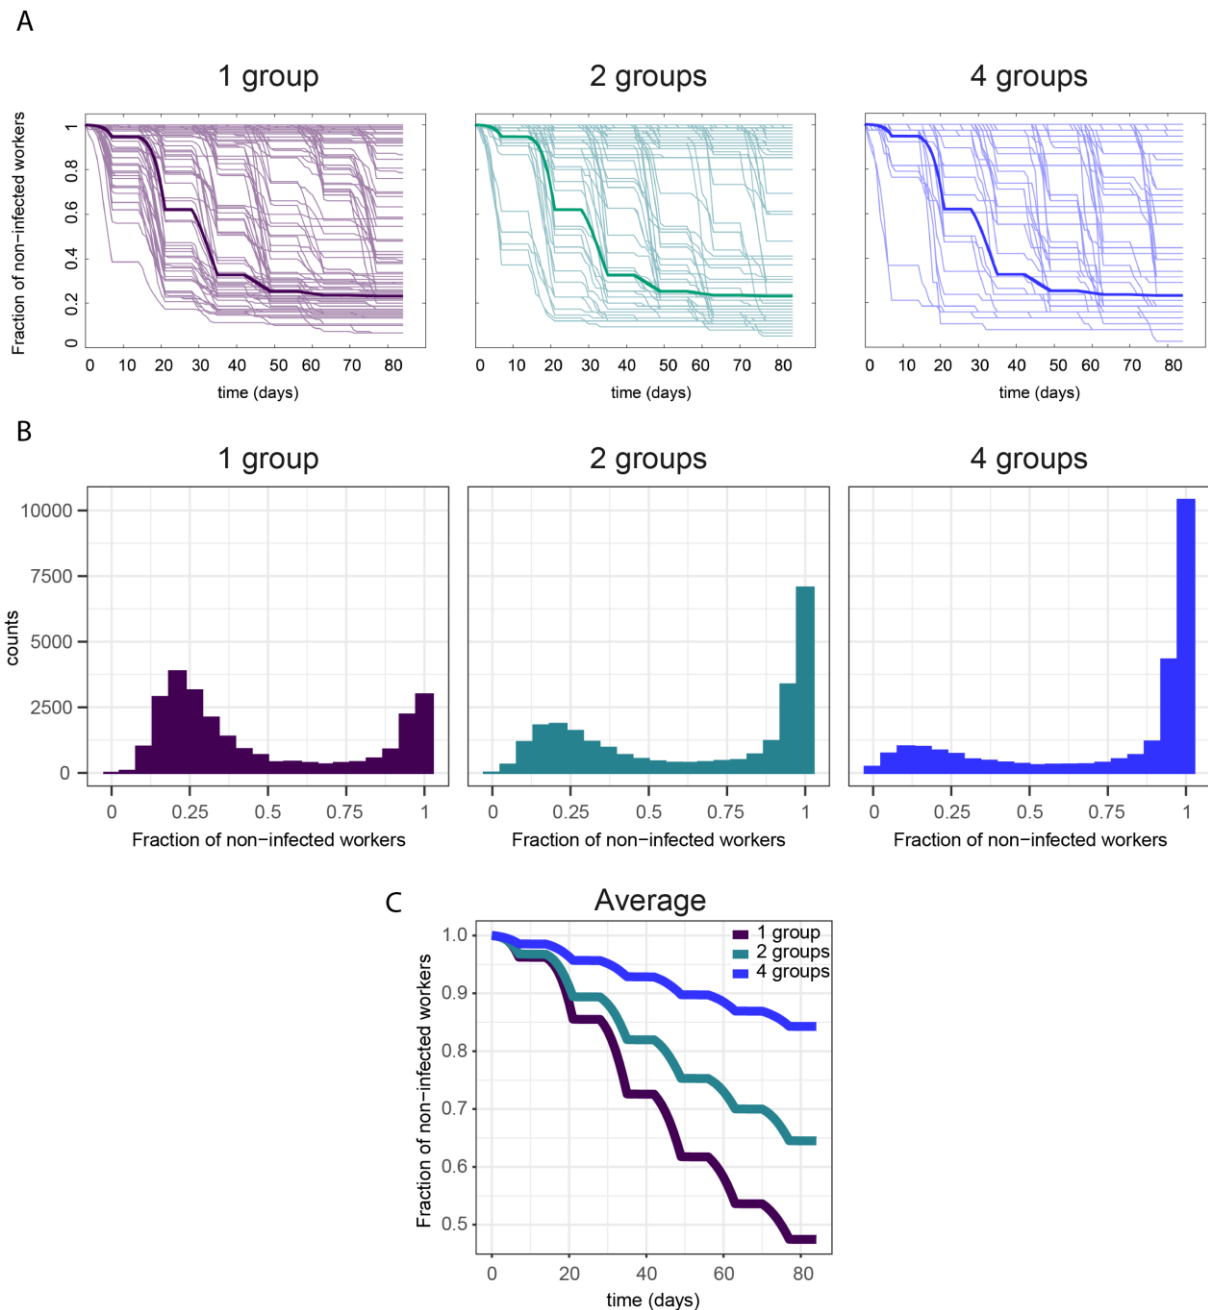 A
1 group
2 groups
4 groups
Fraction of non-infected workers
1
0.8
0.6
0.4
0.2
0
0 10 20 30 40 50 60 70 80
0 10 20 30 40 50 60 70 80
0 10 20 30 40 50 60 70 80
time (days)
time (days)
time (days)
B
1 group
2 groups
4 groups
counts
10000
7500
5000
2500
0
0 0.25 0.5 0.75 1
0 0.25 0.5 0.75 1
0 0.25 0.5 0.75 1
Fraction of non-infected workers
Fraction of non-infected workers
Fraction of non-infected workers
C
Average
1 group
2 groups
4 groups
Fraction of non-infected workers
1.0
0.9
0.8
0.7
0.6
0.5
0 20 40 60 80
time (days)